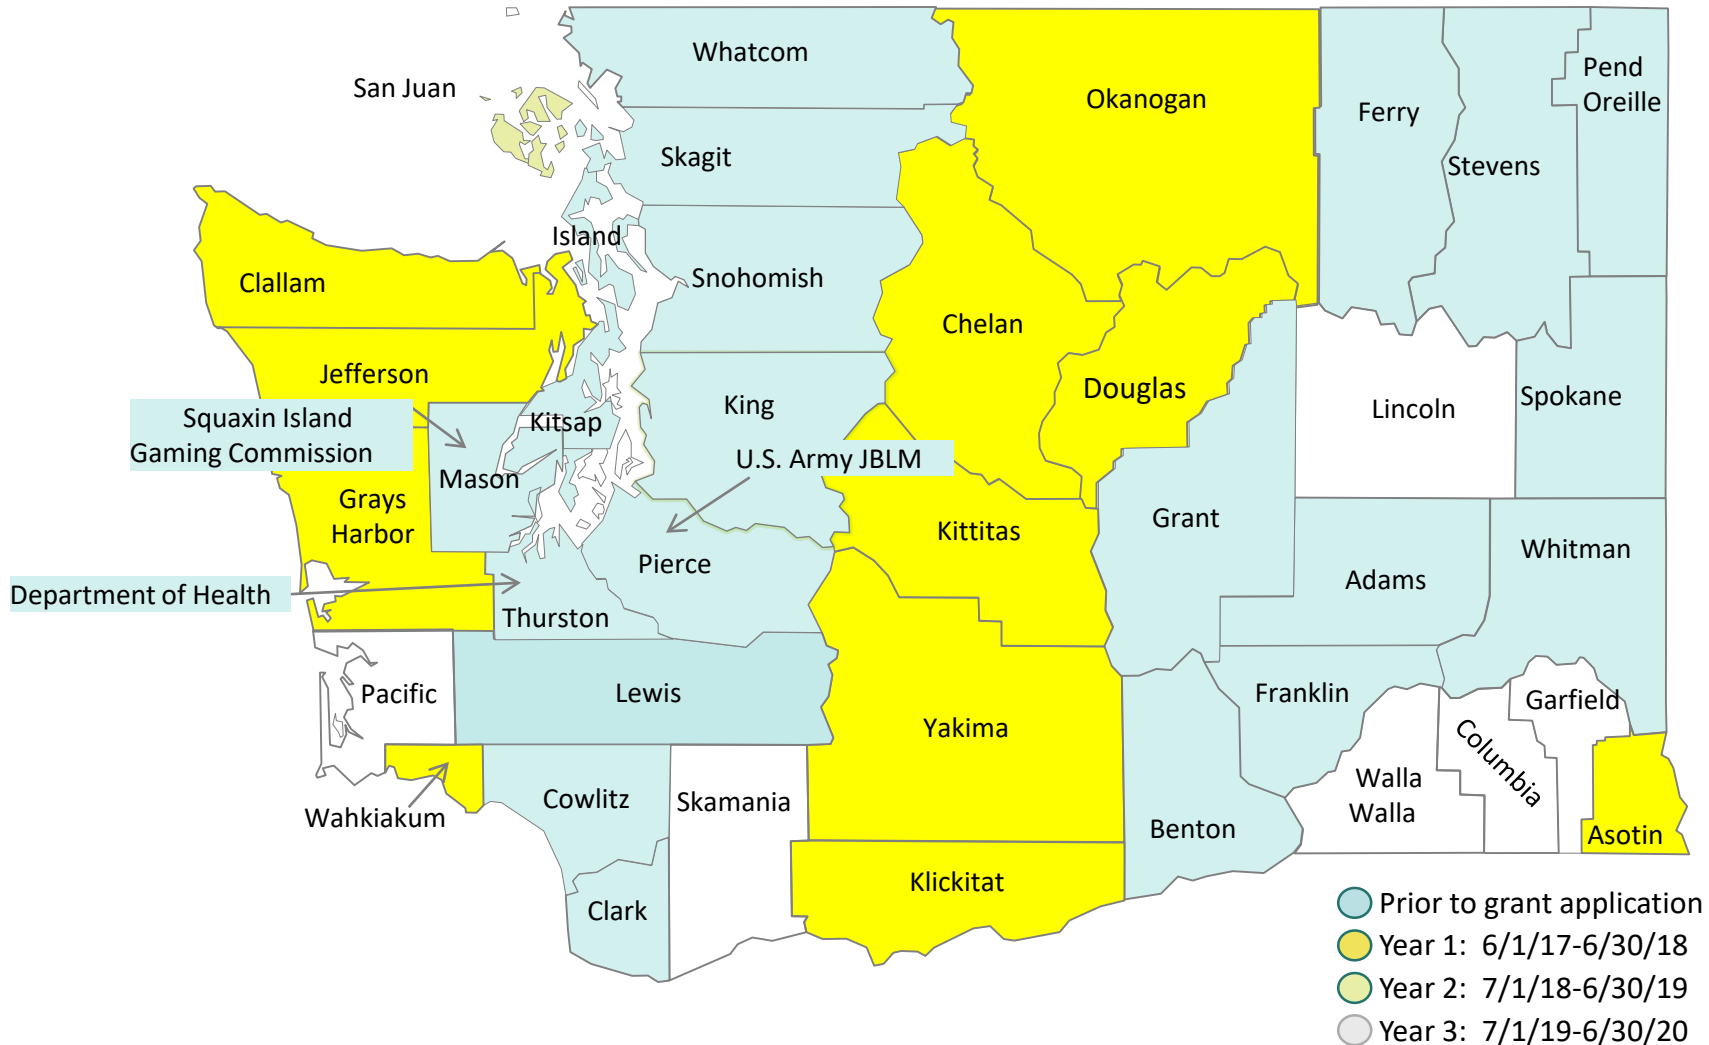 Whatcom
San Juan
Okanogan
Ferry
Pend
Oreille
Skagit
Stevens
Island
Clallam
Snohomish
Chelan
Jefferson
Douglas
King
Lincoln
Spokane
Squaxin Island
Gaming Commission
Kitsap
U.S. Army JBLM
Mason
Grays
Harbor
Kittitas
Grant
Whitman
Pierce
Adams
Department of Health
Thurston
Pacific
Lewis
Franklin
Garfield
Yakima
Columbia
Walla
Walla
Wahkiakum
Cowlitz
Skamania
Benton
Asotin
Klickitat
Clark
Prior to grant application
Year 1: 6/1/17-6/30/18
Year 2: 7/1/18-6/30/19
Year 3: 7/1/19-6/30/20